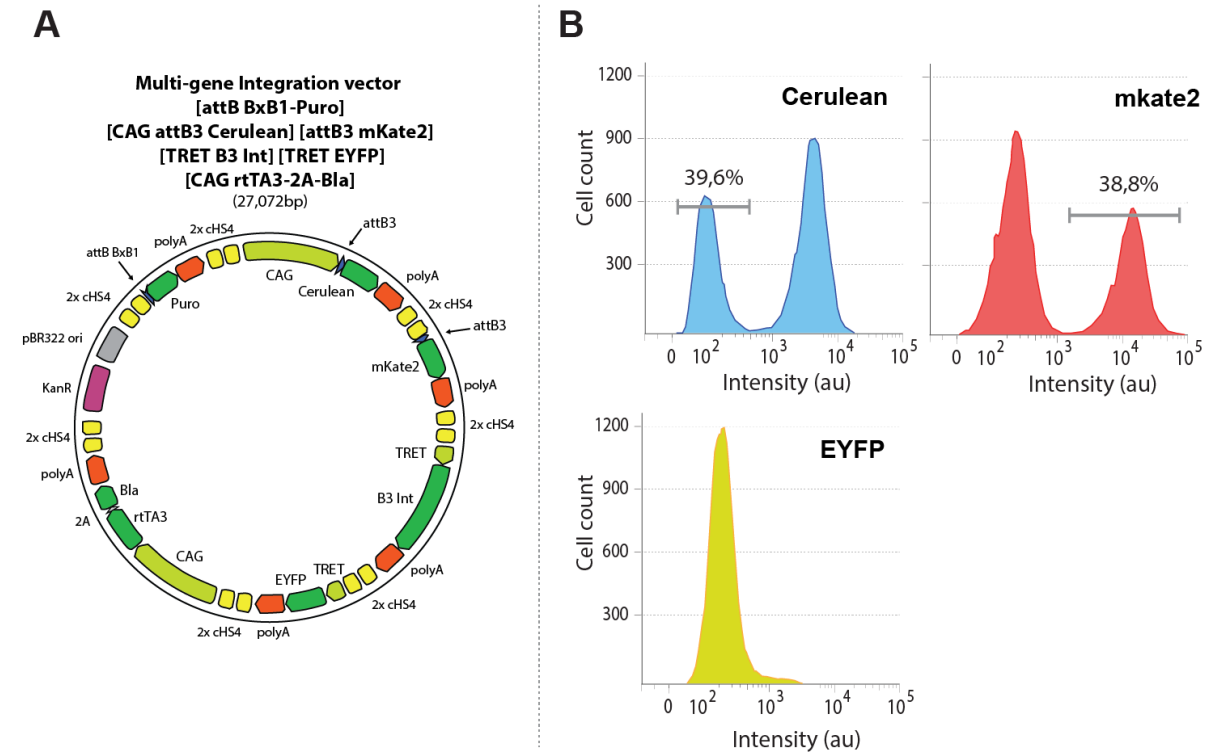 A
Multi-gene Integration vector
[attB BxB1-Puro]
[CAG attB3 Cerulean] [attB3 mKate2]
[TRET B3 Int] [TRET EYFP]
[CAG rtTA3-2A-Bla]
(27,072bp)
2x cHS4
polyA
attB BxB1
2x cHS4
Puro
pBR322 ori
KanR
2x cHS4
polyA
Bla
2A
rtTA3
CAG
2x cHS4
polyA
EYFP
TRET
2x cHS4
polyA
B3 Int
TRET
2x cHS4
polyA
mKate2
attB3
2x cHS4
polyA
Cerulean
CAG
attB3
B
Cerulean
39,6%
Cell count
1200
900
600
300
0 10² 10³ 10⁴ 10⁵
Intensity (au)
mkate2
38,8%
0 10² 10³ 10⁴ 10⁵
Intensity (au)
EYFP
Cell count
1200
900
600
300
0 10² 10³ 10⁴ 10⁵
Intensity (au)